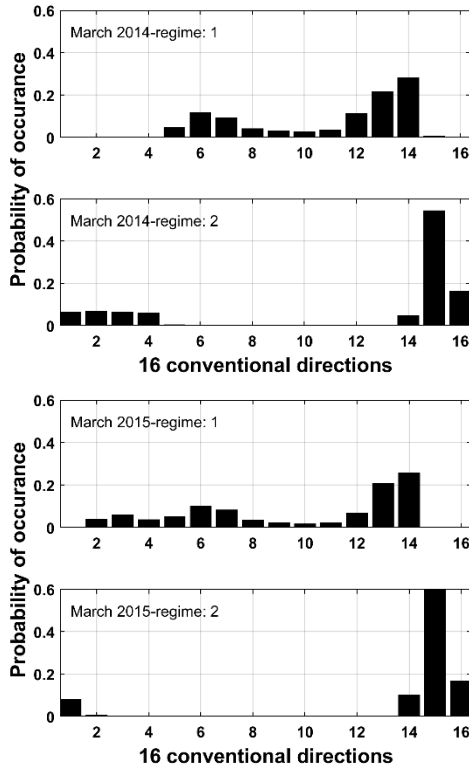 Probability of occurance
0.6
March 2014-regime: 1
0.4
0.2
0
2 4 6 8 10 12 14 16
0.6
March 2014-regime: 2
0.4
0.2
0
2 4 6 8 10 12 14 16
16 conventional directions
Probability of occurance
0.6
March 2015-regime: 1
0.4
0.2
0
2 4 6 8 10 12 14 16
0.6
March 2015-regime: 2
0.4
0.2
0
2 4 6 8 10 12 14 16
16 conventional directions